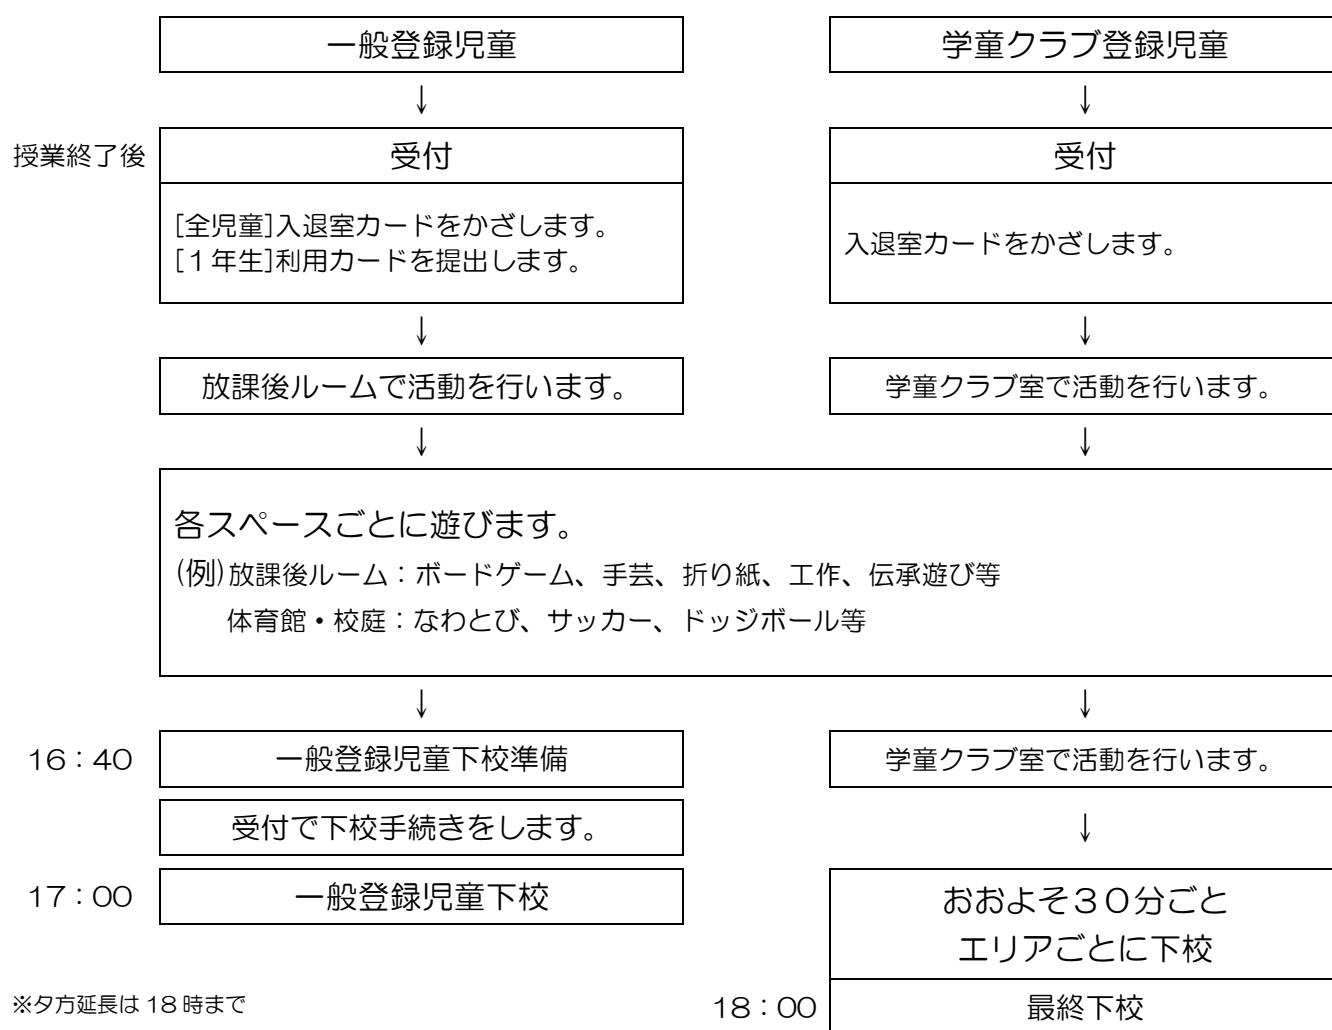 一般登録児童
学童クラブ登録児童
↓
↓
授業終了後
受付
受付
[全児童]入退室カードをかざします。
[１年生]利用カードを提出します。
入退室カードをかざします。
↓
↓
放課後ルームで活動を行います。
学童クラブ室で活動を行います。
↓
↓
各スペースごとに遊びます。
(例)放課後ルーム：ボードゲーム、手芸、折り紙、工作、伝承遊び等
体育館・校庭：なわとび、サッカー、ドッジボール等
↓
↓
16：40
一般登録児童下校準備
学童クラブ室で活動を行います。
受付で下校手続きをします。
↓
17：00
一般登録児童下校
おおよそ３０分ごと
エリアごとに下校
※夕方延長は 18 時まで
18：00
最終下校